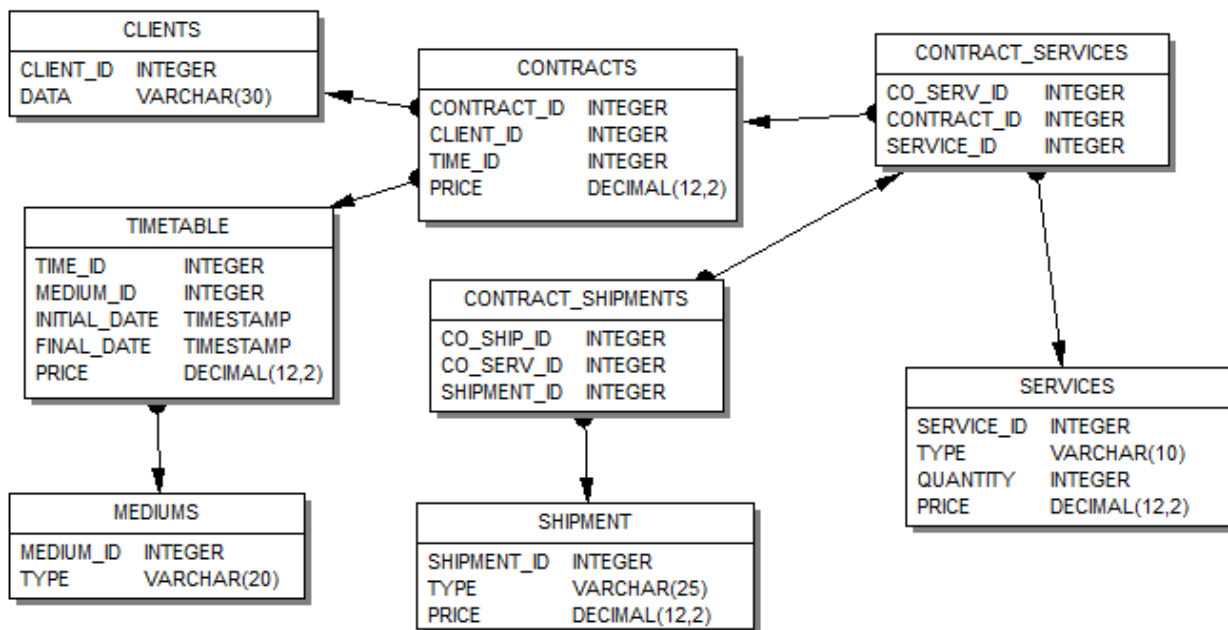 CLIENTS
CLIENT_ID INTEGER
DATA VARCHAR(30)
CONTRACTS
CONTRACT_ID INTEGER
CLIENT_ID INTEGER
TIME_ID INTEGER
PRICE DECIMAL(12,2)
CONTRACT_SERVICES
CO_SERV_ID INTEGER
CONTRACT_ID INTEGER
SERVICE_ID INTEGER
TIMETABLE
TIME_ID INTEGER
MEDIUM_ID INTEGER
INITIAL_DATE TIMESTAMP
FINAL_DATE TIMESTAMP
PRICE DECIMAL(12,2)
CONTRACT_SHIPMENTS
CO_SHIP_ID INTEGER
CO_SERV_ID INTEGER
SHIPMENT_ID INTEGER
SERVICES
SERVICE_ID INTEGER
TYPE VARCHAR(10)
QUANTITY INTEGER
PRICE DECIMAL(12,2)
MEDIUMS
MEDIUM_ID INTEGER
TYPE VARCHAR(20)
SHIPMENT
SHIPMENT_ID INTEGER
TYPE VARCHAR(25)
PRICE DECIMAL(12,2)